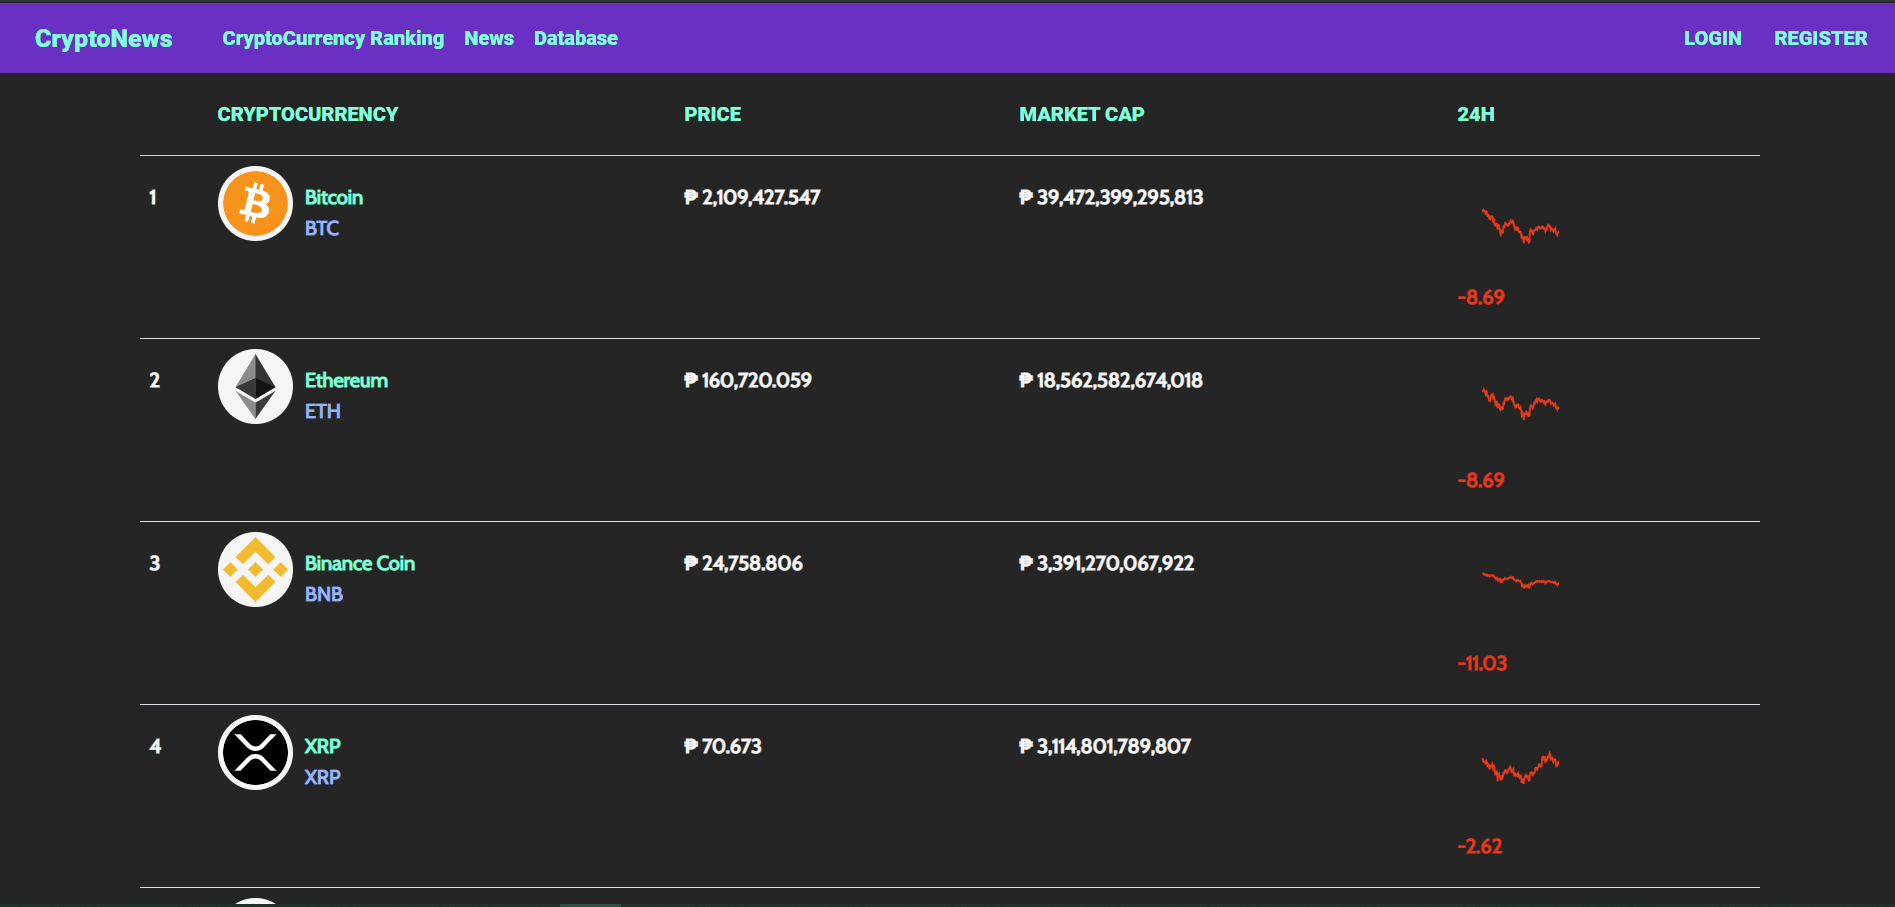 CryptoNews CryptoCurrency Ranking News Database LOGIN REGISTER
CRYPTOCURRENCY PRICE MARKET CAP 24H
1 Bitcoin ₱ 2,109,427.547 ₱ 39,472,399,295,813
BTC
-8.69
2 Ethereum ₱ 160,720.059 ₱ 18,562,582,674,018
ETH
-8.69
3 Binance Coin ₱ 24,758.806 ₱ 3,391,270,067,922
BNB
-11.03
4 XRP ₱ 70.673 ₱ 3,114,801,789,807
XRP
-2.62